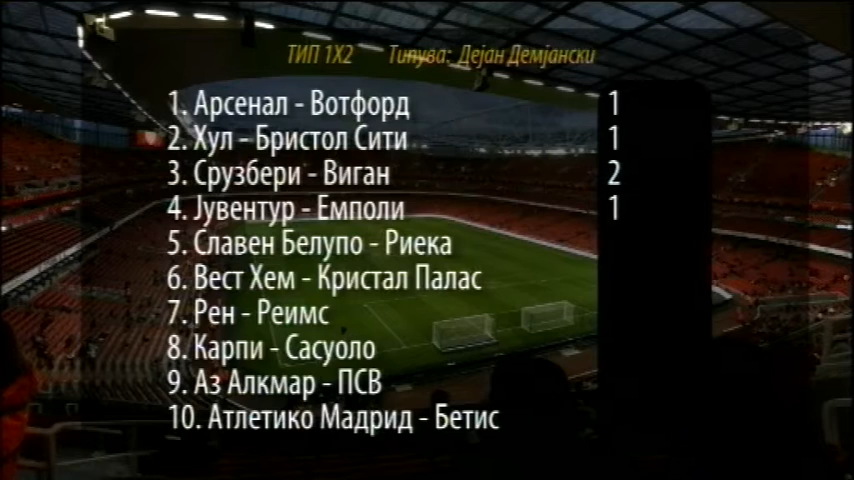 ТИП 1X2 Типува: Дејан Демјански
1. Арсенал - Вотфорд 1
2. Хул - Бристол Сити 1
3. Срузбери - Виган 2
4. Јувентур - Емполи 1
5. Славен Белупо - Риека
6. Вест Хем - Кристал Палас
7. Рен - Реимс
8. Карпи - Сасуоло
9. Аз Алкмар - ПСВ
10. Атлетико Мадрид - Бетис